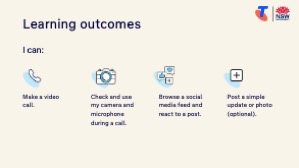 Learning outcomes
NSW
I can:
Make a video
call.
Check and use
my camera and
microphone
during a call.
Browse a social
media feed and
react to a post.
Post a simple
update or photo
(optional).